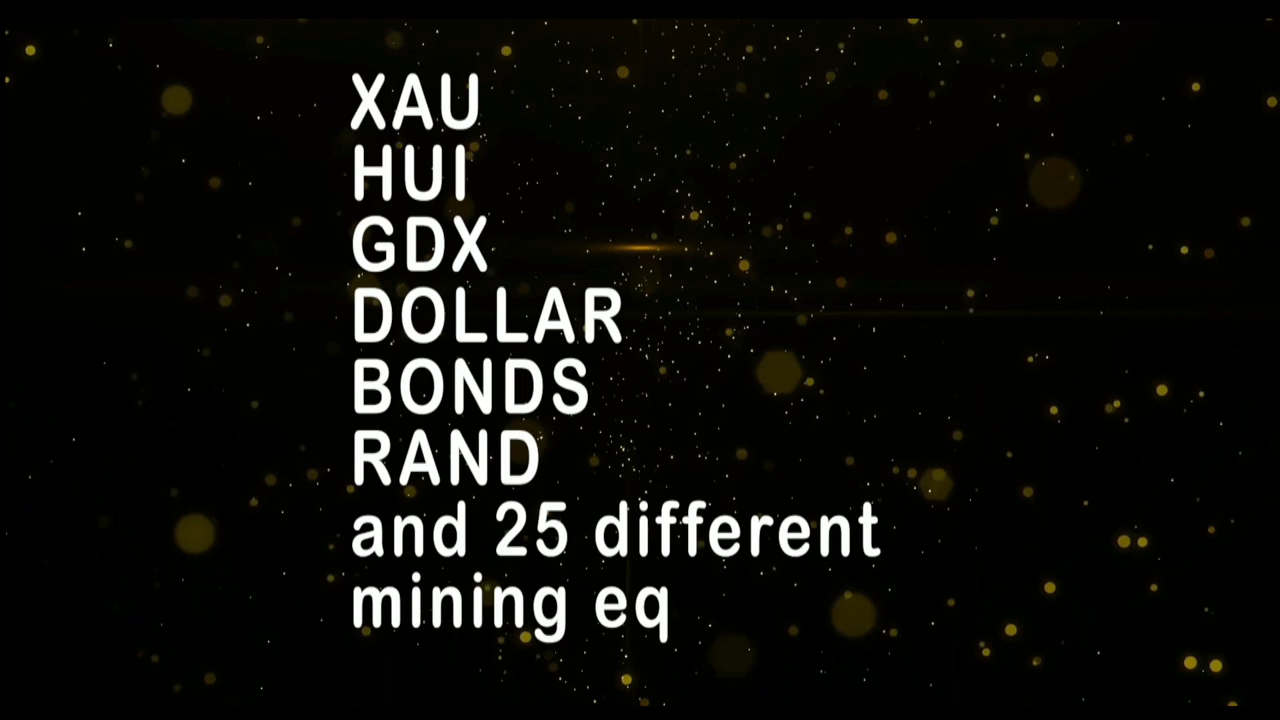 XAU
HUI
GDX
DOLLAR
BONDS
RAND
and 25 different
mining eq